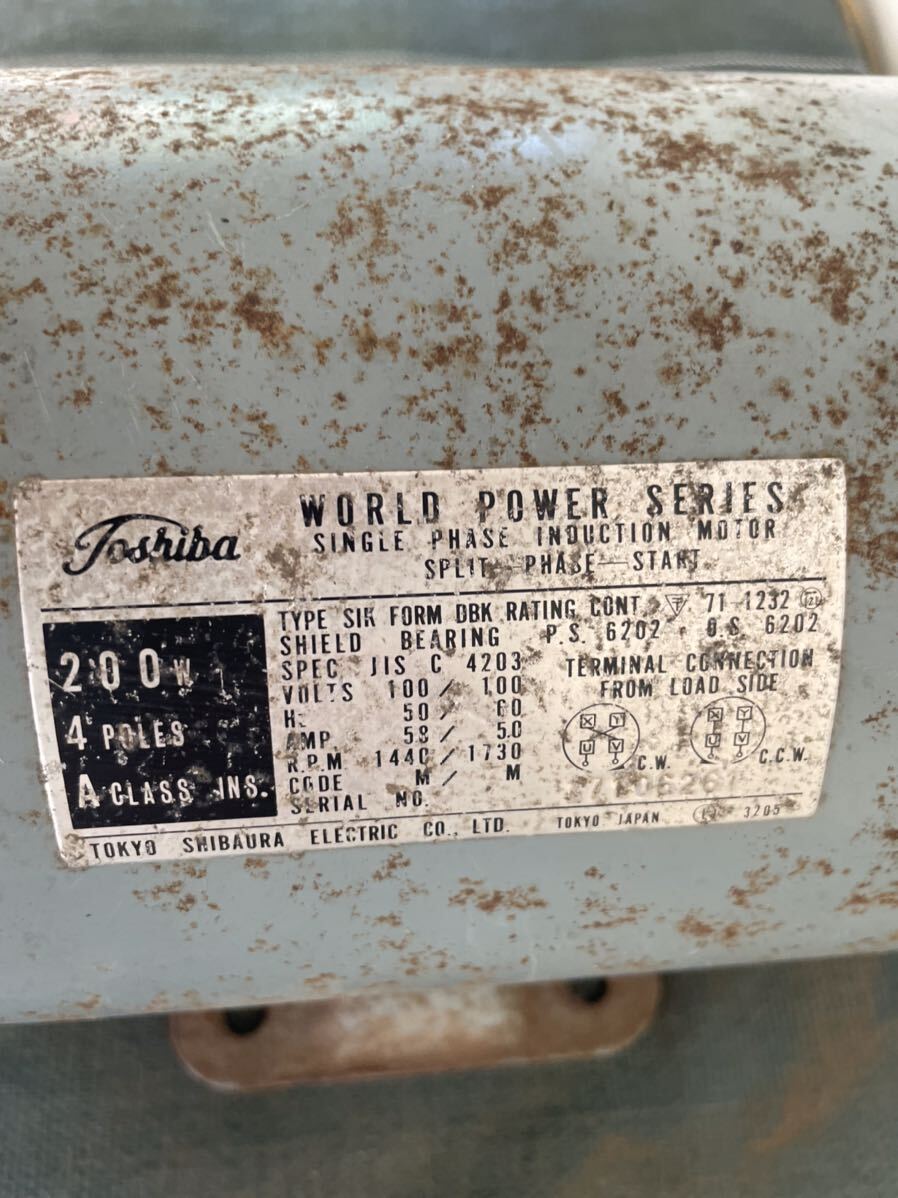 Toshiba
WORLD POWER SERIES
SINGLE PHASE INDUCTION MOTOR
SPLIT-PHASE-START
200W
4 POLES
A CLASS INS.
TYPE SIK FORM DBK RATING CONT. 71-1232
SHIELD BEARING P.S. 6202 O.S. 6202
SPEC JIS C 4203
VOLTS 100/100
HZ 50/60
AMP 5.8/5.0
R.P.M 1440/1730
CODE M/M
SERIAL NO.
TERMINAL CONNECTION
FROM LOAD SIDE
X Y
U V
C.W.
C.C.W.
TOKYO SHIBAURA ELECTRIC CO., LTD. TOKYO JAPAN 3205